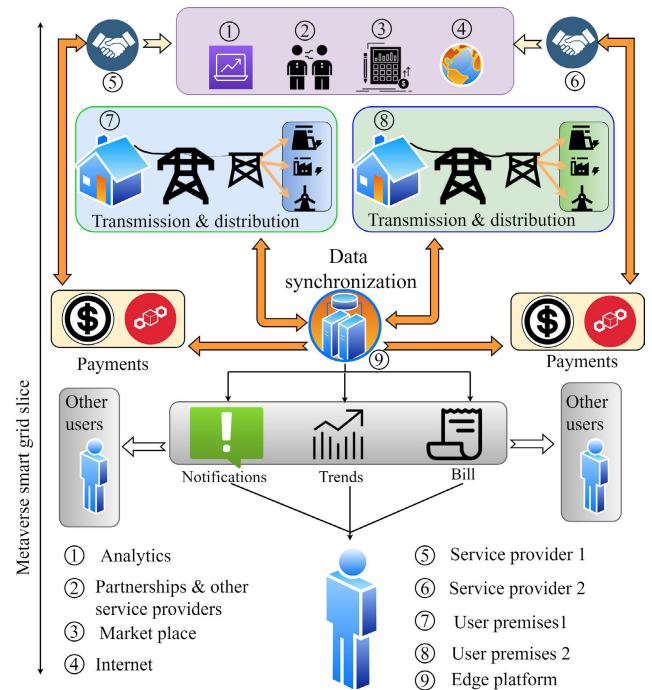 ① ② ③ ④
⑤ ⑥
⑦ ⑧
Transmission & distribution
Transmission & distribution
Data
synchronization
$ $
Payments
Payments
⑨
Other
users
Other
users
Notifications
Trends
Bill
Metaverse smart grid slice
① Analytics
② Partnerships & other
service providers
③ Market place
④ Internet
⑤ Service provider 1
⑥ Service provider 2
⑦ User premises1
⑧ User premises 2
⑨ Edge platform